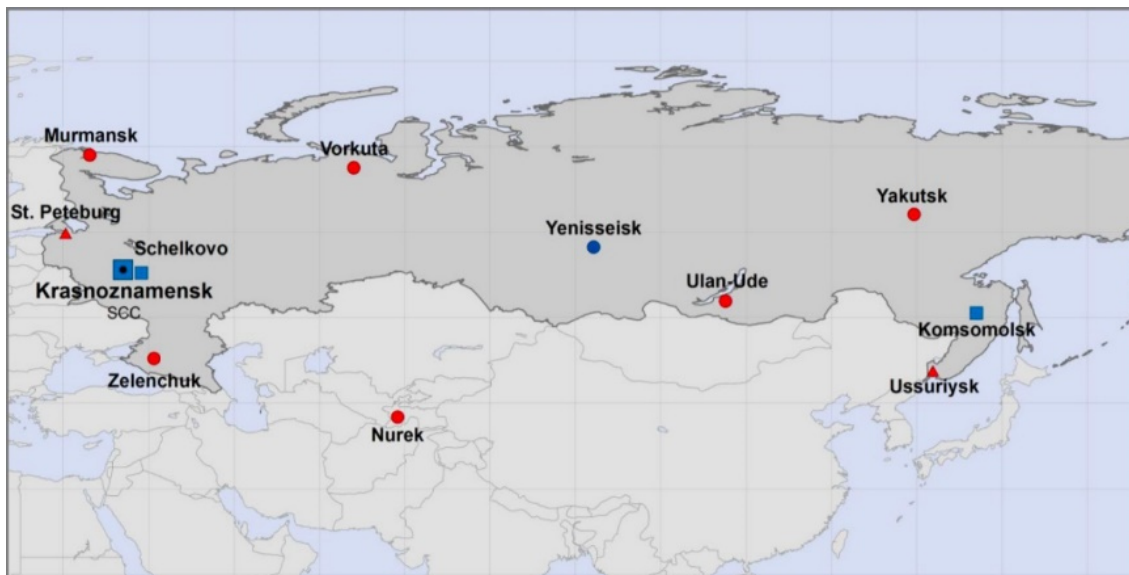 Murmansk
Vorkuta
Yakutsk
St. Peteburg
Yenisseisk
Schelkovo
Ulan-Ude
Krasnoznamensk
SCC
Komsomolsk
Zelenchuk
Ussuriysk
Nurek